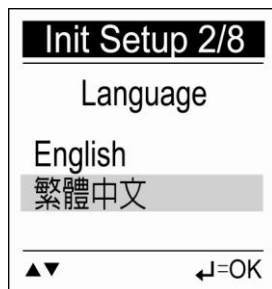 Init Setup 2/8
Language
English
繁體中文
▲▼ ↵=OK